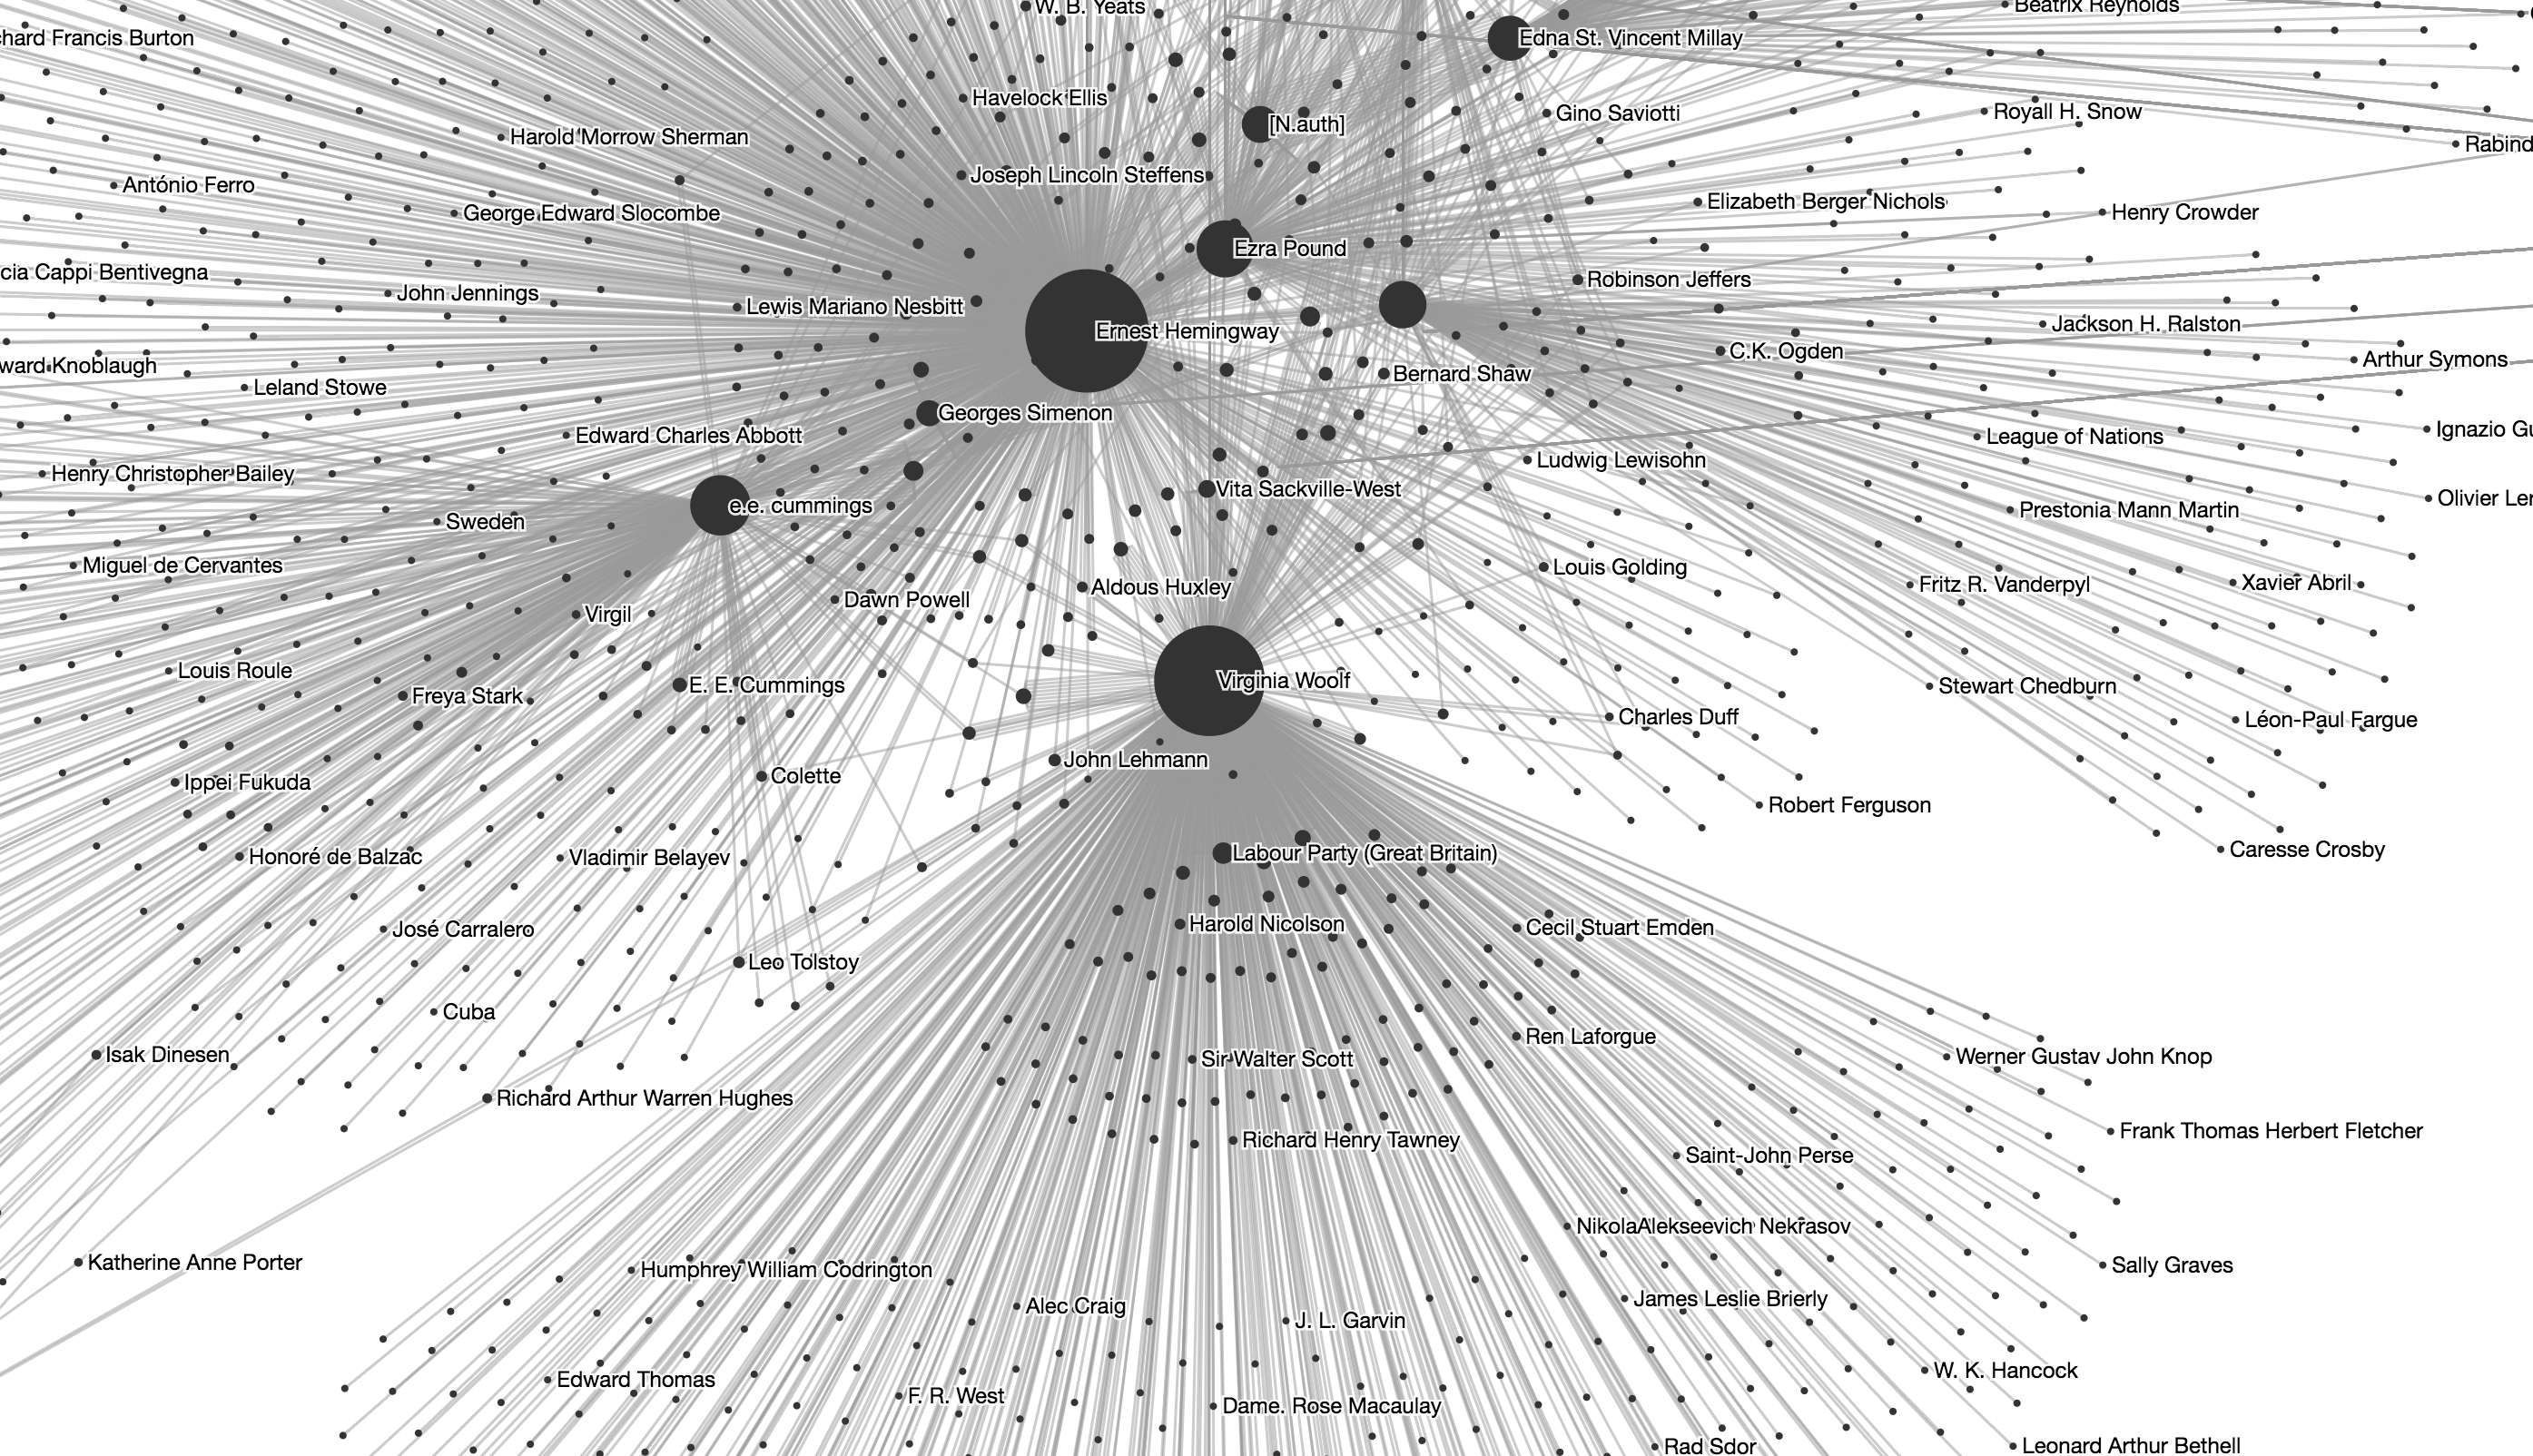 W. B. Yeats
Beatrix Reynolds
hard Francis Burton
Edna St. Vincent Millay
Havelock Ellis
Gino Saviotti
Royall H. Snow
[N.auth]
Harold Morrow Sherman
Rabind
Joseph Lincoln Steffens
António Ferro
Elizabeth Berger Nichols
George Edward Slocombe
Henry Crowder
Ezra Pound
cia Cappi Bentivegna
Robinson Jeffers
John Jennings
Lewis Mariano Nesbitt
Jackson H. Ralston
Ernest Hemingway
C.K. Ogden
Arthur Symons
ward Knoblaugh
Bernard Shaw
Leland Stowe
Georges Simenon
Ignazio Gu
Edward Charles Abbott
League of Nations
Ludwig Lewisohn
Henry Christopher Bailey
Vita Sackville-West
Olivier Ler
e.e. cummings
Prestonia Mann Martin
Sweden
Miguel de Cervantes
Louis Golding
Xavier Abril
Fritz R. Vanderpyl
Aldous Huxley
Dawn Powell
Virgil
Louis Roule
Virginia Woolf
E. E. Cummings
Stewart Chedburn
Freya Stark
Charles Duff
Léon-Paul Fargue
John Lehmann
Colette
Ippei Fukuda
Robert Ferguson
Caresse Crosby
Labour Party (Great Britain)
Honoré de Balzac
Vladimir Belayev
Harold Nicolson
Cecil Stuart Emden
José Carralero
Leo Tolstoy
Cuba
Ren Laforgue
Isak Dinesen
Werner Gustav John Knop
Sir Walter Scott
Richard Arthur Warren Hughes
Frank Thomas Herbert Fletcher
Richard Henry Tawney
Saint-John Perse
NikolaAlekseevich Nekrasov
Katherine Anne Porter
Sally Graves
Humphrey William Codrington
James Leslie Brierly
Alec Craig
J. L. Garvin
W. K. Hancock
Edward Thomas
F. R. West
Dame. Rose Macaulay
Rad Sdor
Leonard Arthur Bethell